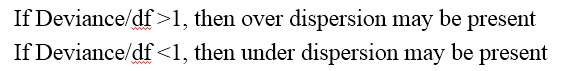 If Deviance/df >1, then over dispersion may be present
If Deviance/df <1, then under dispersion may be present